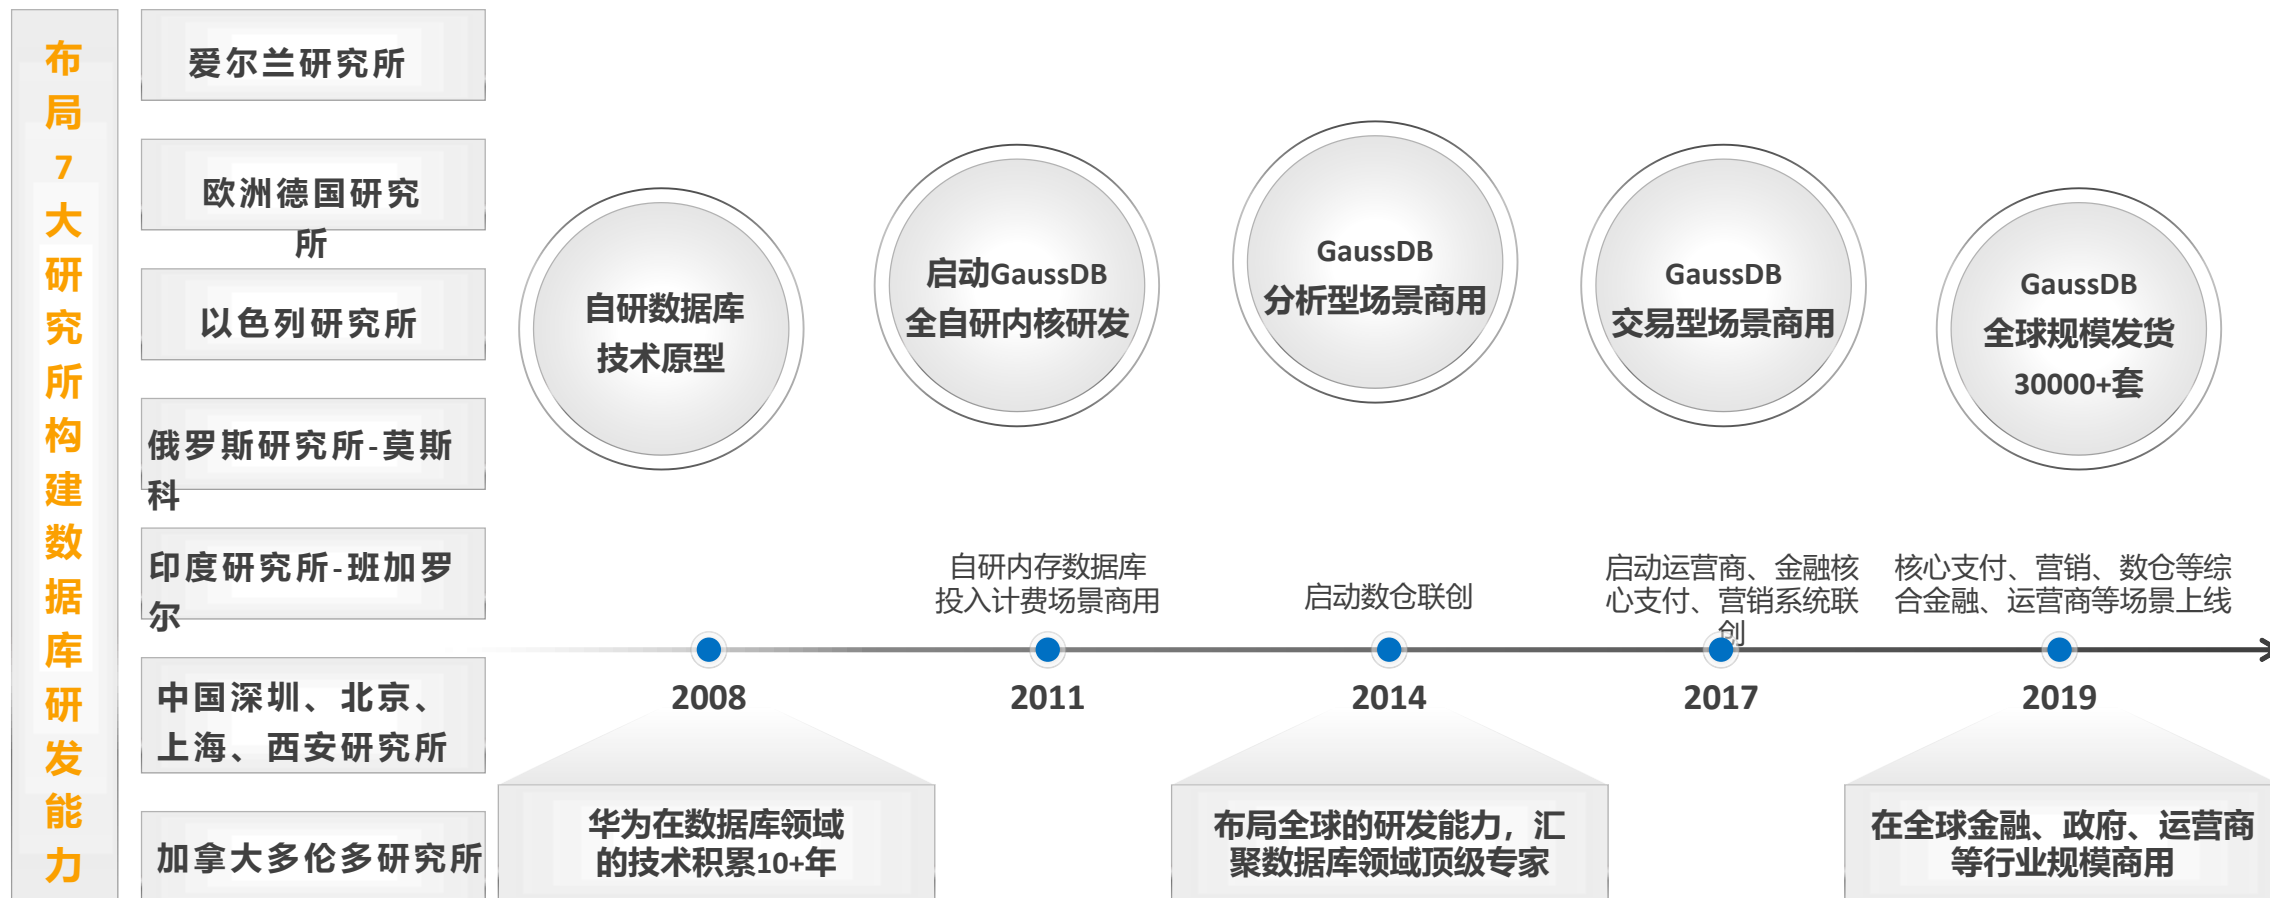 布
局
7
大
研
究
所
构
建
数
据
库
研
发
能
力
爱尔兰研究所
欧洲德国研究
所
以色列研究所
俄罗斯研究所-莫斯
科
印度研究所-班加罗
尔
中国深圳、北京、
上海、西安研究所
加拿大多伦多研究所
自研数据库
技术原型
启动GaussDB
全自研内核研发
GaussDB
分析型场景商用
GaussDB
交易型场景商用
GaussDB
全球规模发货
30000+套
自研内存数据库
投入计费场景商用
启动数仓联创
启动运营商、金融核
心支付、营销系统联
创
核心支付、营销、数仓等综
合金融、运营商等场景上线
2008
2011
2014
2017
2019
华为在数据库领域
的技术积累10+年
布局全球的研发能力，汇
聚数据库领域顶级专家
在全球金融、政府、运营商
等行业规模商用